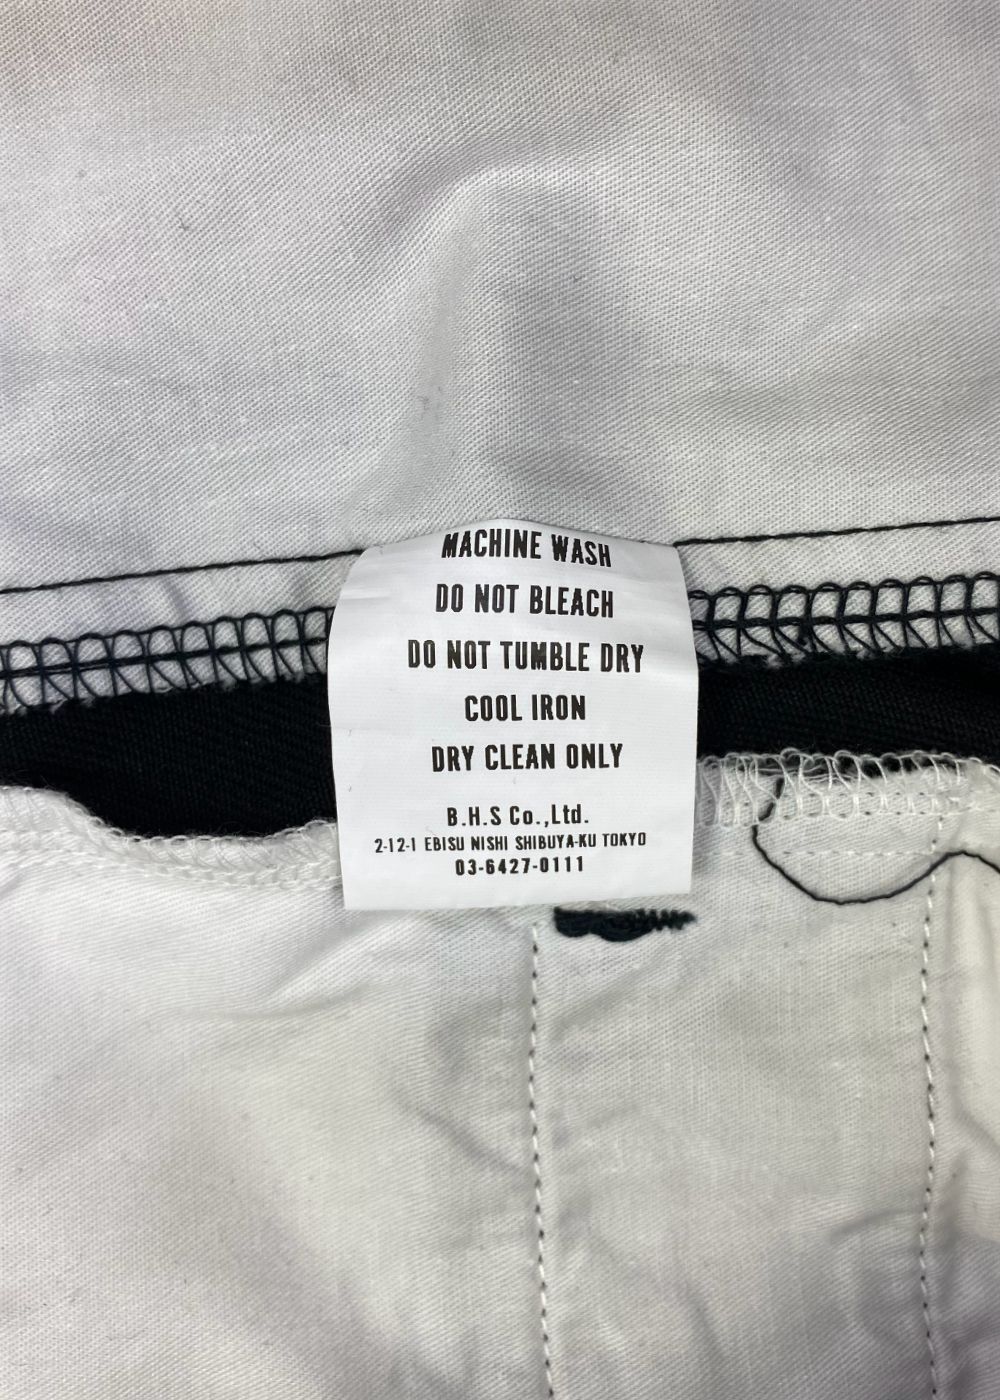 MACHINE WASH
DO NOT BLEACH
DO NOT TUMBLE DRY
COOL IRON
DRY CLEAN ONLY
B.H.S Co.,Ltd.
2-12-1 EBISU NISHI SHIBUYA-KU TOKYO
03-6427-0111